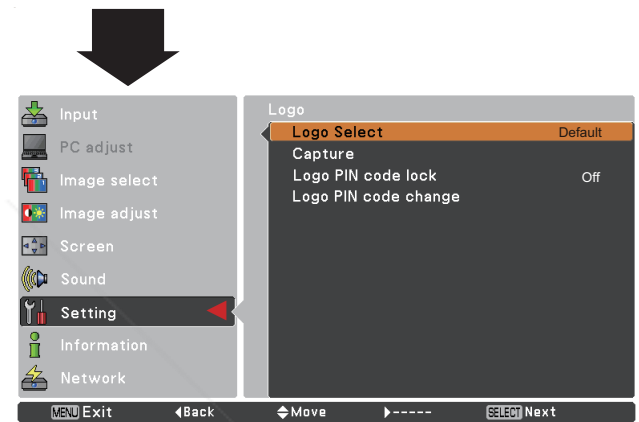 Input
PC adjust
Image select
Image adjust
Screen
Sound
Setting
Information
Network
Logo
Logo Select Default
Capture
Logo PIN code lock Off
Logo PIN code change
MENU Exit ◀Back ◆Move ▶----- SELECT Next